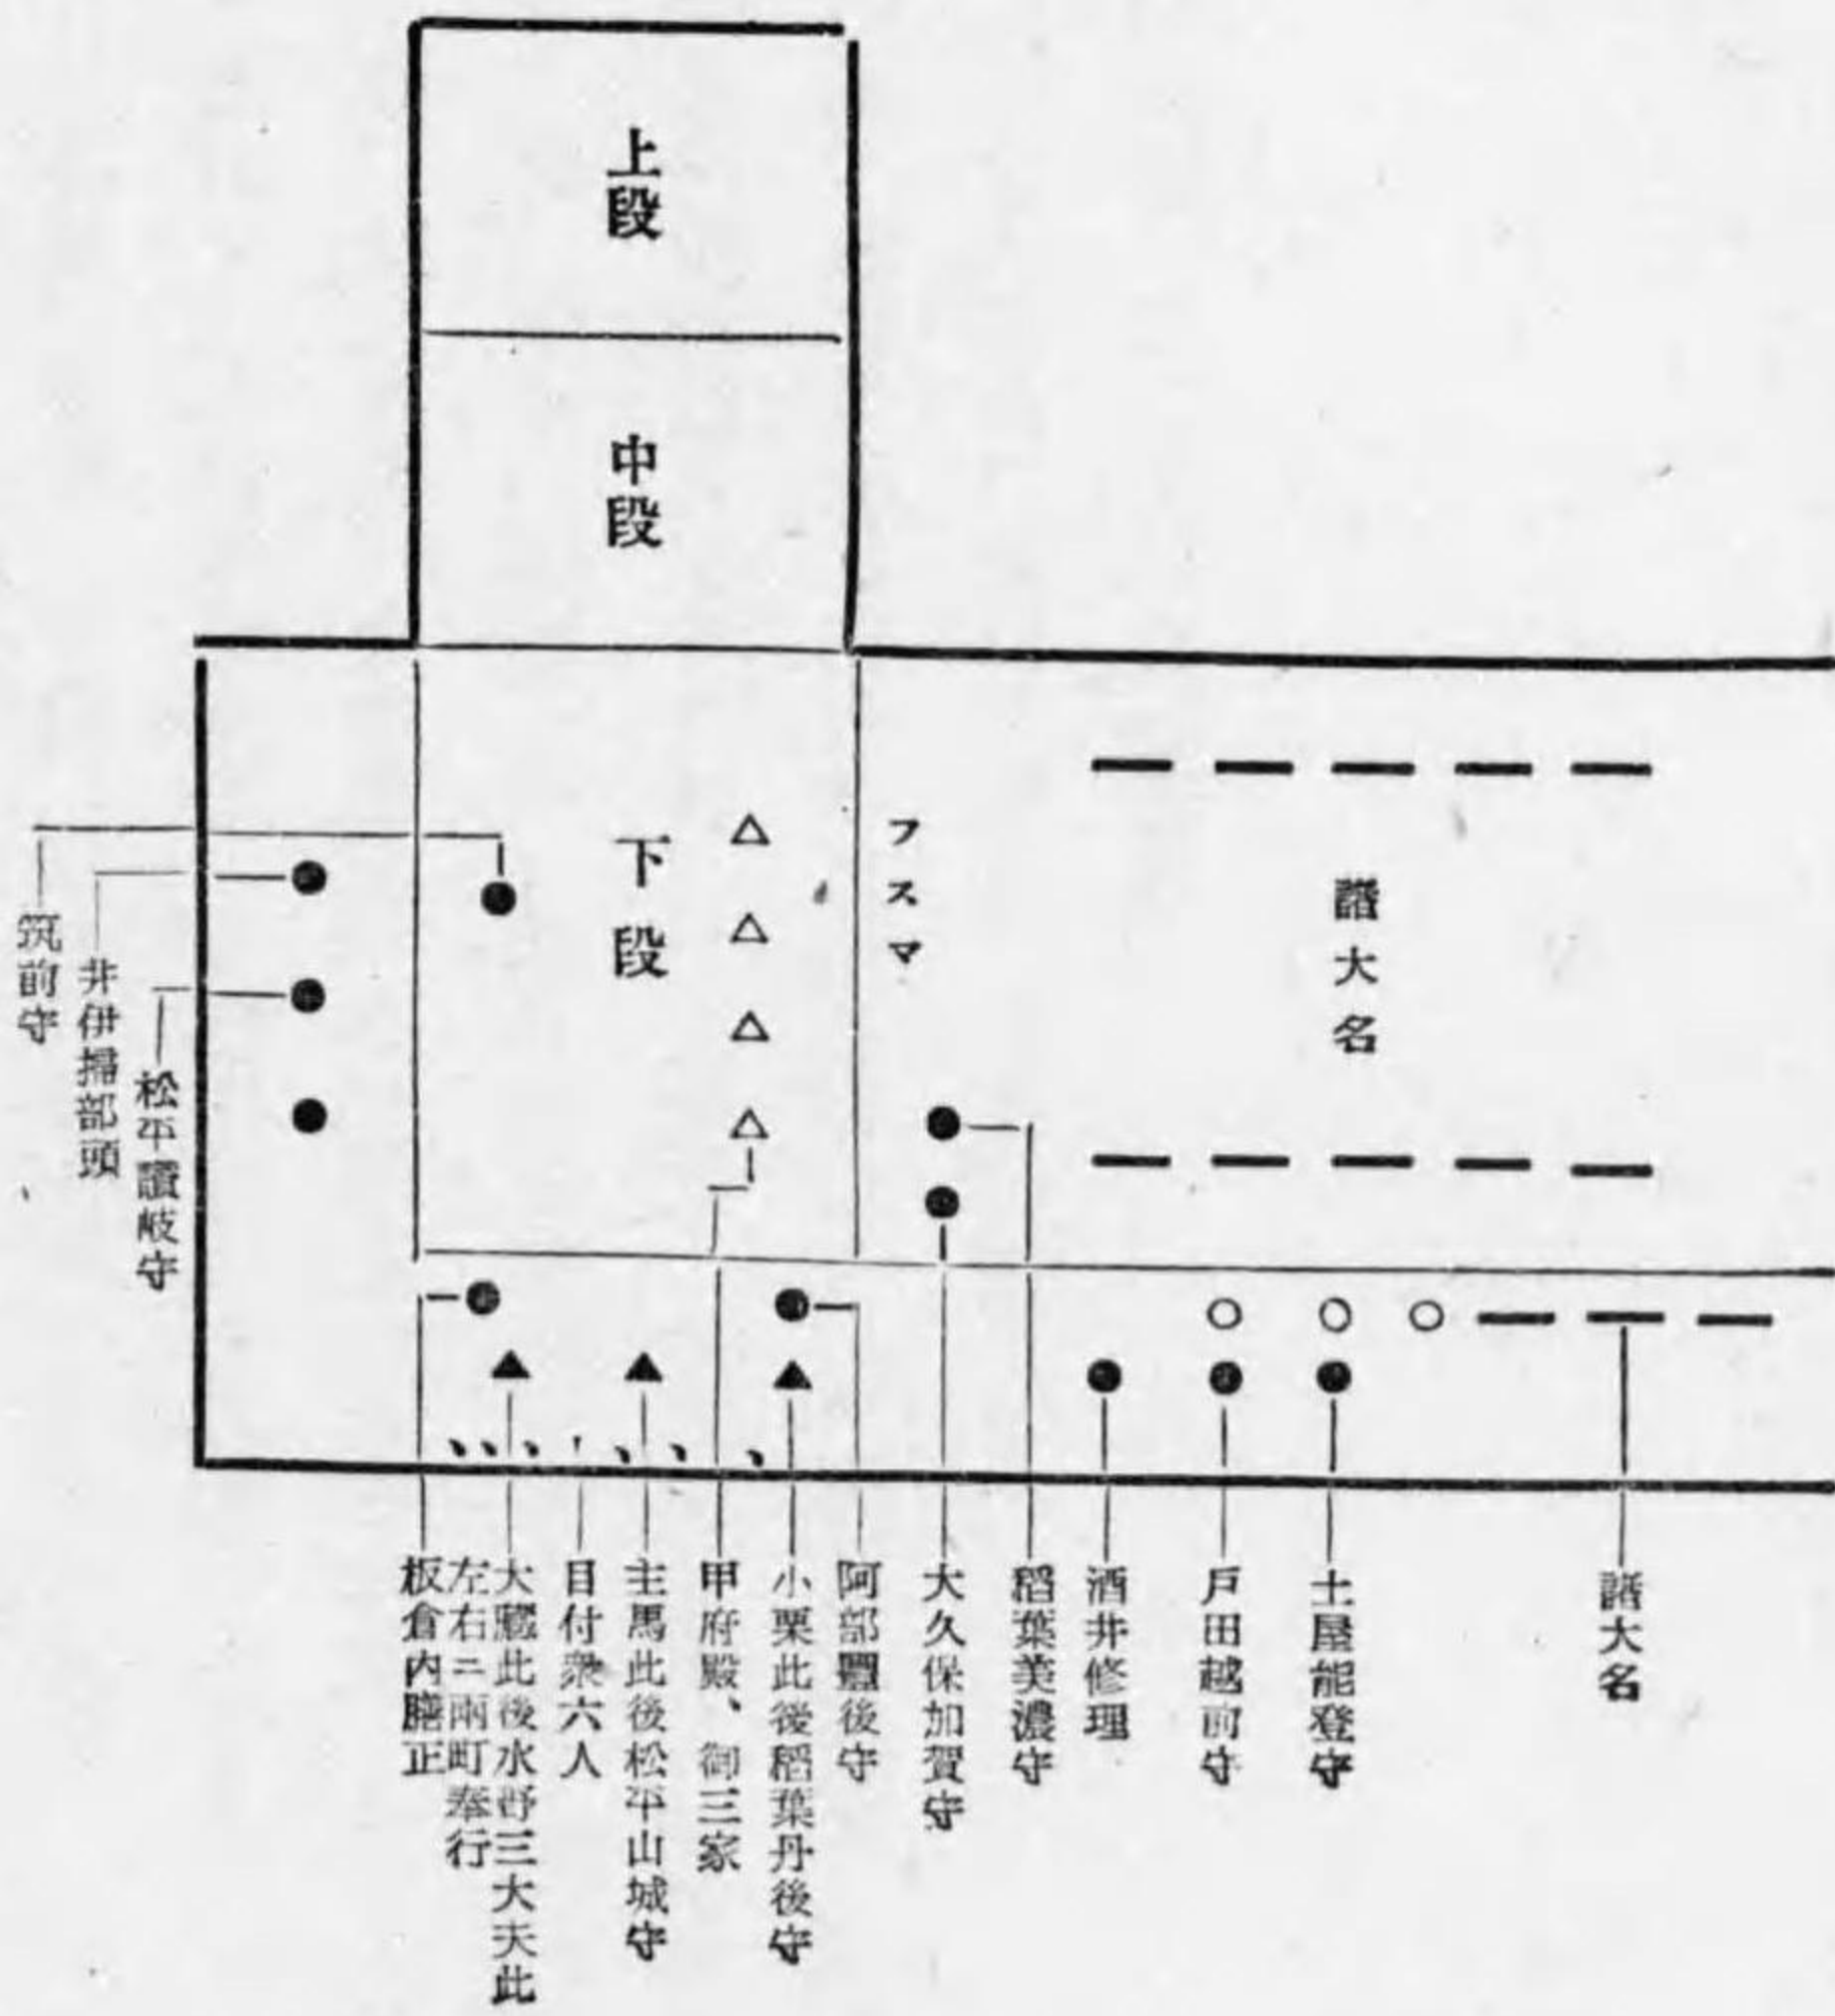 上段
中段
下段
フスマ
諸大名
諸大名
土屋能登守
戸田越前守
酒井修理
稻葉美濃守
大久保加賀守
阿部豐後守
小栗此後稻葉丹後守
甲府殿、御三家
主馬此後松平山城守
目付衆六人
大藏此後水野三大夫此
左右ニ兩町奉行
板倉内膳正
松平讃岐守
井伊掃部頭
筑前守